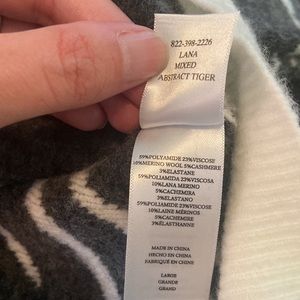 822-398-2226
LANA
MIXED
ABSTRACT TIGER
59%POLYAMIDE 23%VISCOSE
10%MERINO WOOL 5%CASHMERE
3%ELASTANE
59%POLIAMIDA 23%VISCOSA
10%LANA MERINO
5%CACHEMIRA
3%ELASTANO
59%POLYAMIDE 23%VISCOSE
10%LAINE MÉRINOS
5%CACHEMIRE
3%ELASTHANNE
MADE IN CHINA
HECHO EN CHINA
FABRIQUÉ EN CHINE
LARGE
GRANDE
GRAND